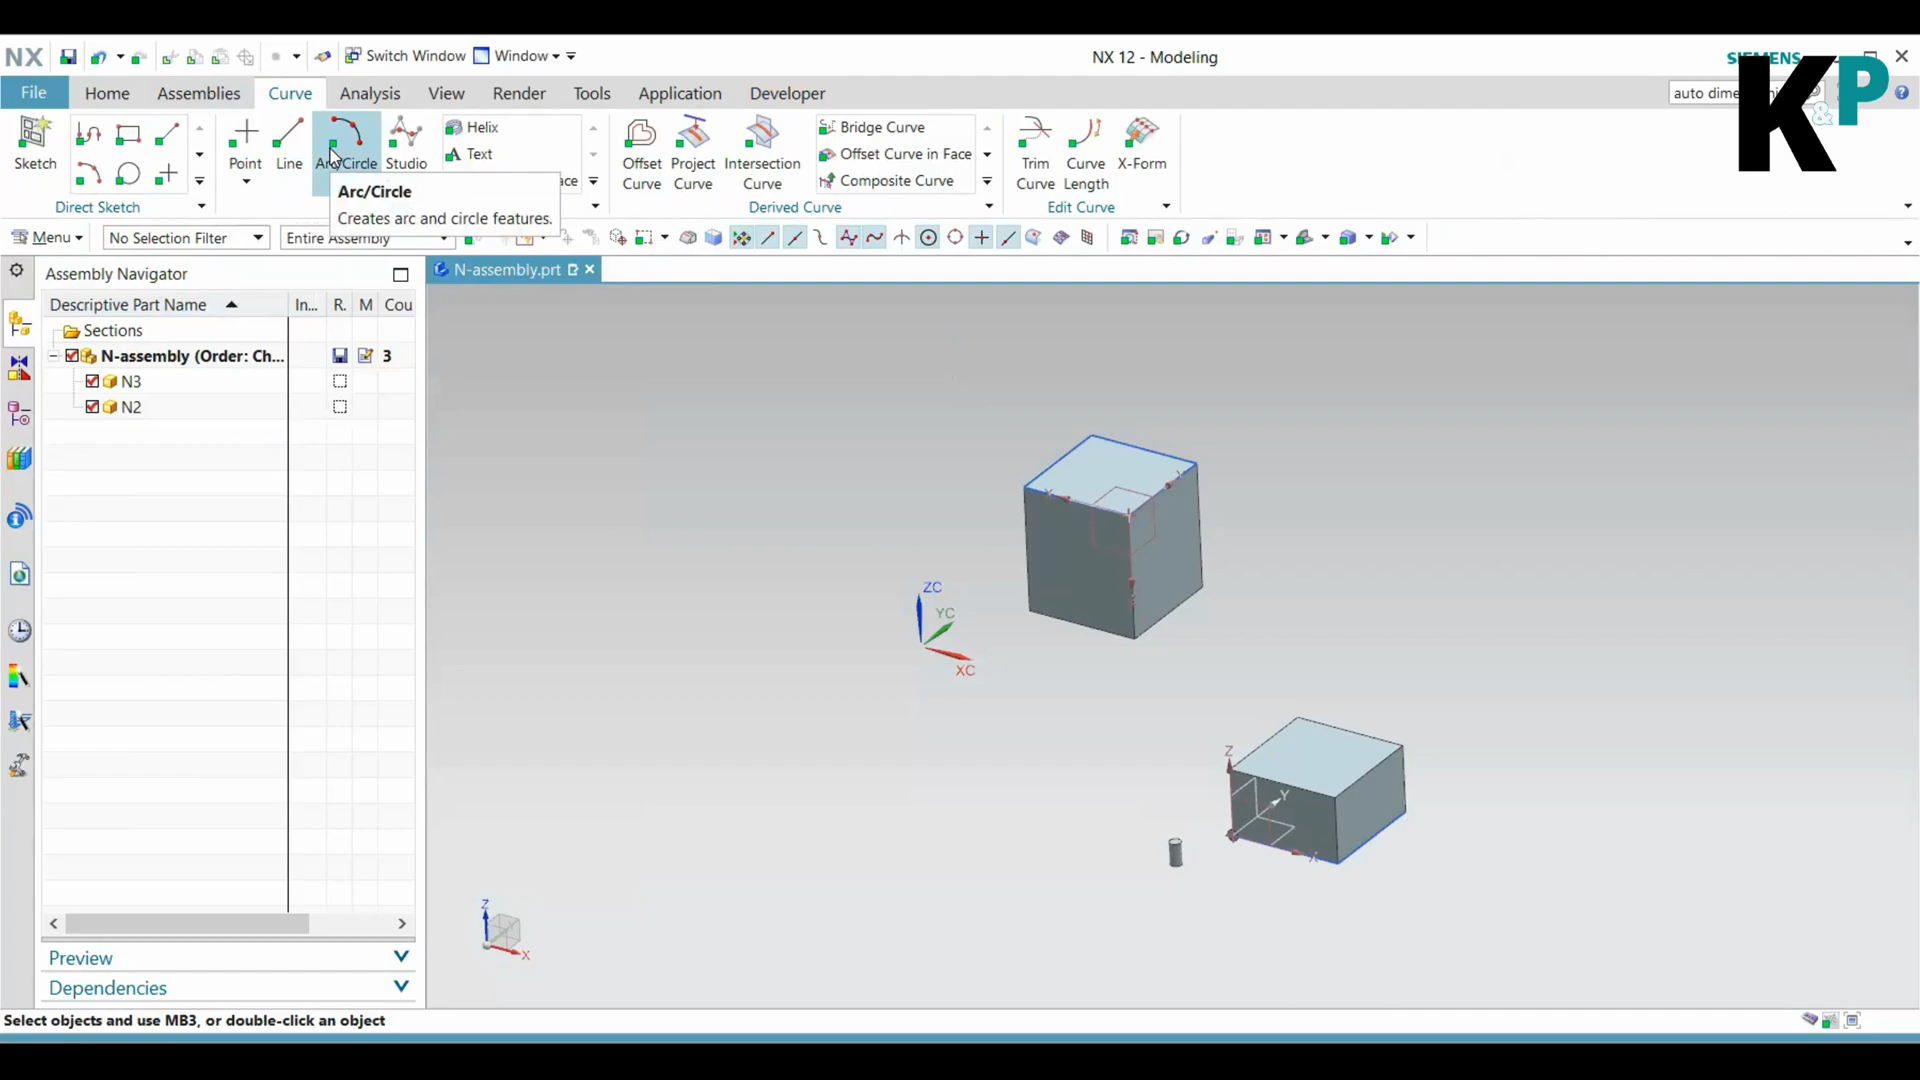 NX Switch Window Window NX 12 - Modeling
K&P
File Home Assemblies Curve Analysis View Render Tools Application Developer
Sketch Point Line Arc/Circle Studio
Helix
Text
Offset Curve
Project Curve
Intersection Curve
Bridge Curve
Offset Curve in Face
Composite Curve
Trim Curve
Curve Length
X-Form
Direct Sketch Derived Curve Edit Curve
Arc/Circle
Creates arc and circle features.
Menu No Selection Filter Entire Assembly
Assembly Navigator
N-assembly.prt
Descriptive Part Name In... R. M Cou
Sections
N-assembly (Order: Ch... 3
N3
N2
ZC
YC
XC
Z
Y
X
Z
X
Preview
Dependencies
Select objects and use MB3, or double-click an object